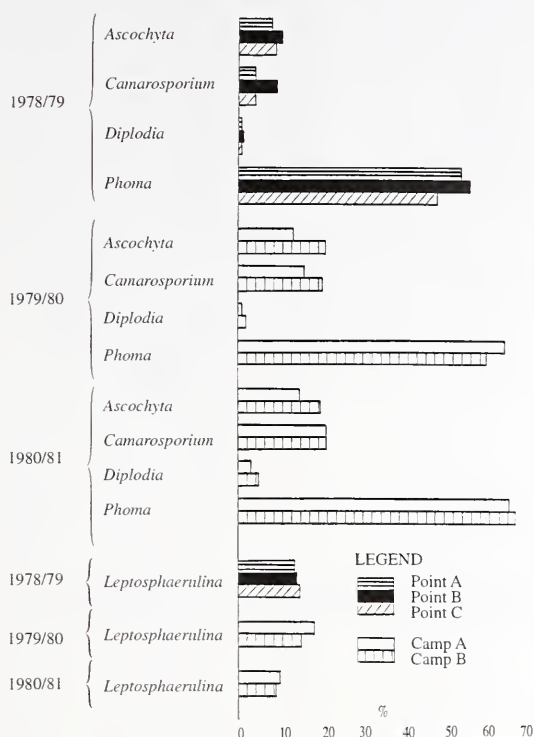 Ascochyta
Camarosporium
1978/79
Diplodia
Phoma
Ascochyta
Camarosporium
1979/80
Diplodia
Phoma
Ascochyta
Camarosporium
1980/81
Diplodia
Phoma
1978/79 Leptosphaerulina
1979/80 Leptosphaerulina
1980/81 Leptosphaerulina
LEGEND
Point A
Point B
Point C
Camp A
Camp B
%
0 10 20 30 40 50 60 70